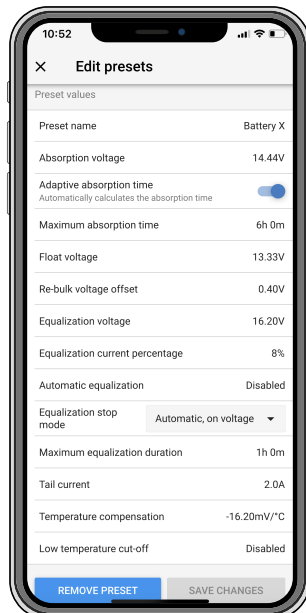 10:52
Edit presets
Preset values
Preset name Battery X
Absorption voltage 14.44V
Adaptive absorption time
Automatically calculates the absorption time
Maximum absorption time 6h 0m
Float voltage 13.33V
Re-bulk voltage offset 0.40V
Equalization voltage 16.20V
Equalization current percentage 8%
Automatic equalization Disabled
Equalization stop
mode Automatic, on voltage
Maximum equalization duration 1h 0m
Tail current 2.0A
Temperature compensation -16.20mV/°C
Low temperature cut-off Disabled
REMOVE PRESET SAVE CHANGES